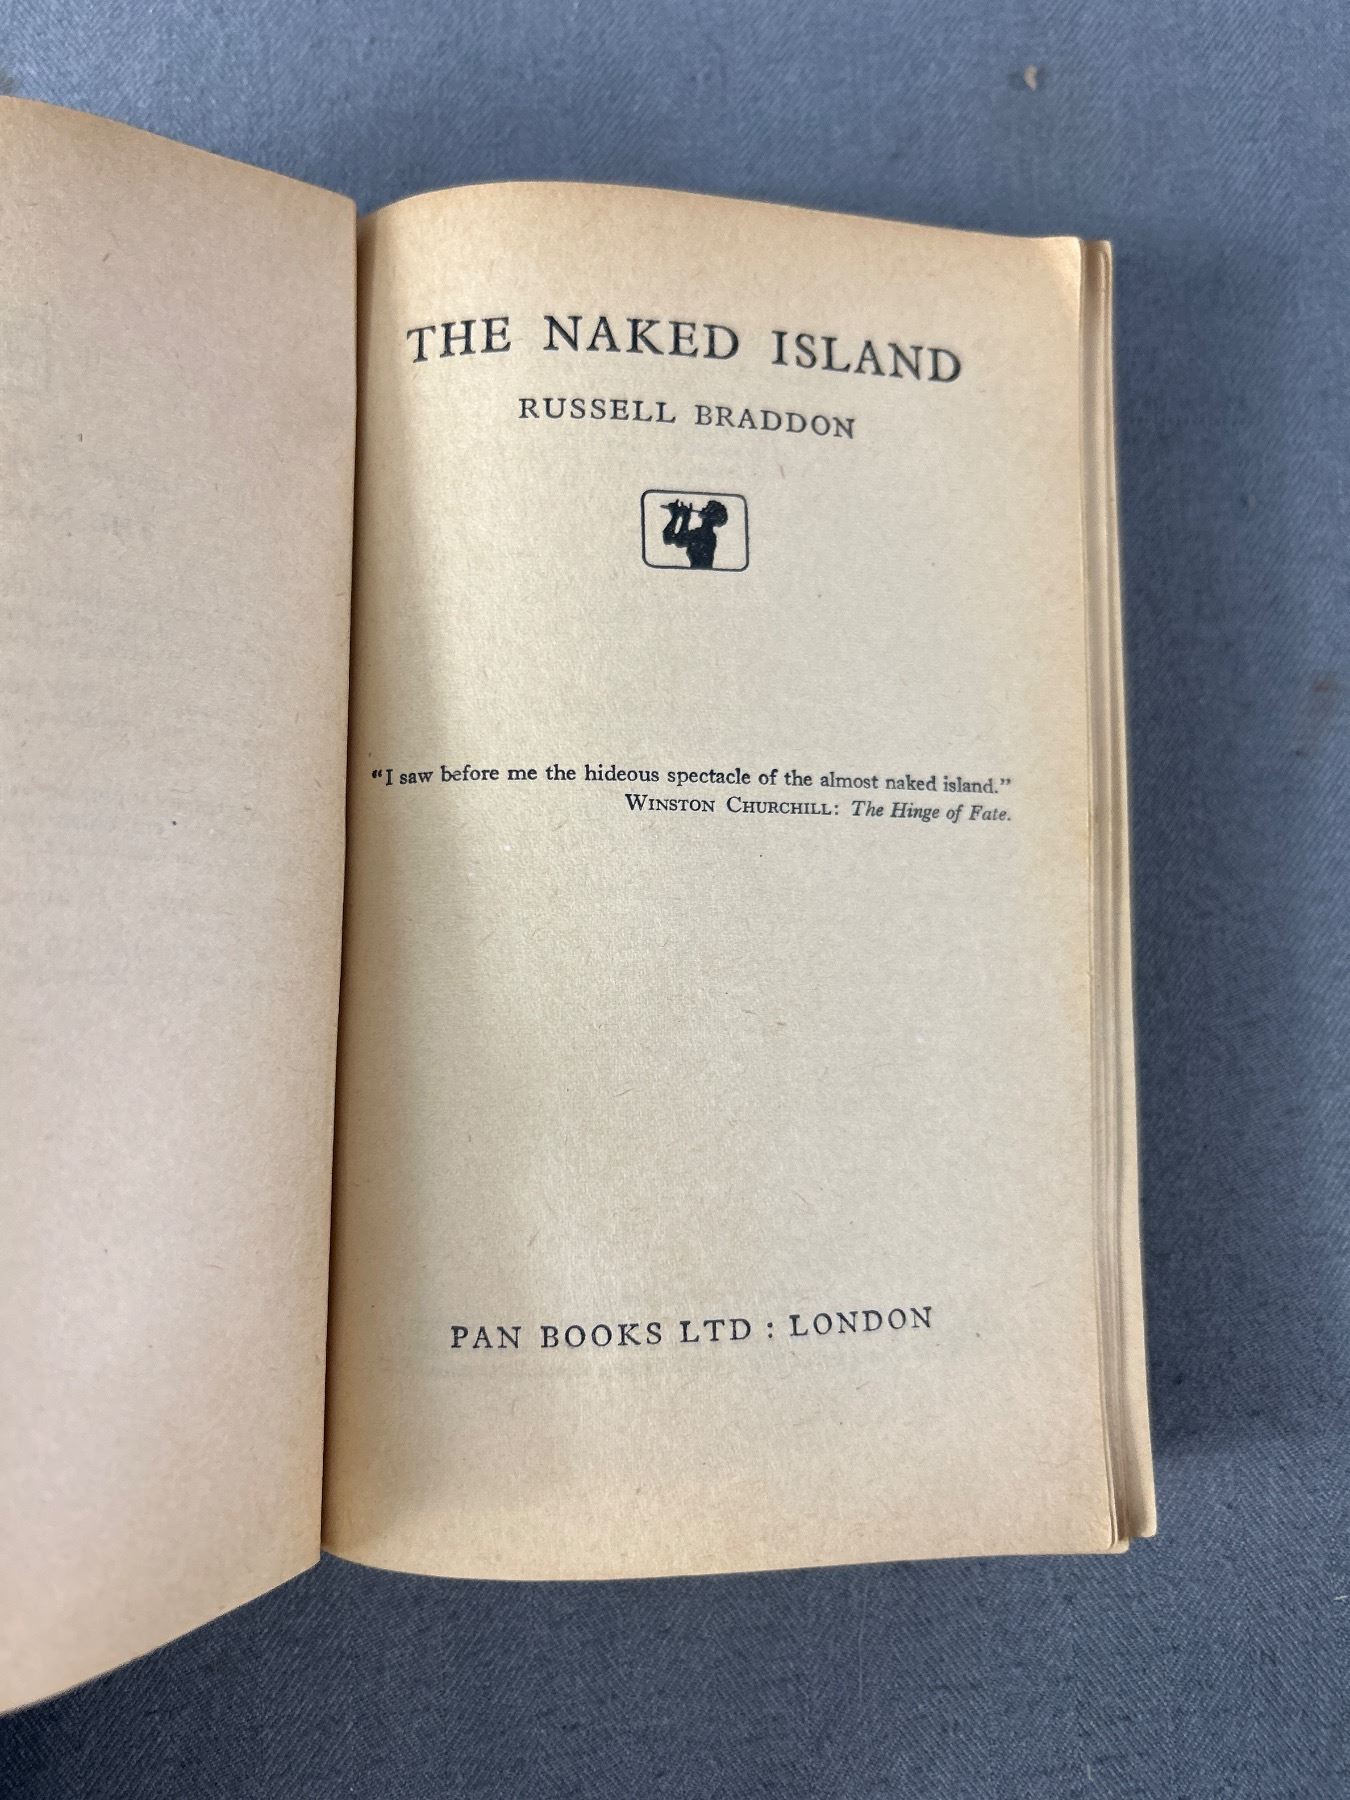 THE NAKED ISLAND
RUSSELL BRADDON
"I saw before me the hideous spectacle of the almost naked island."
WINSTON CHURCHILL: The Hinge of Fate.
PAN BOOKS LTD : LONDON